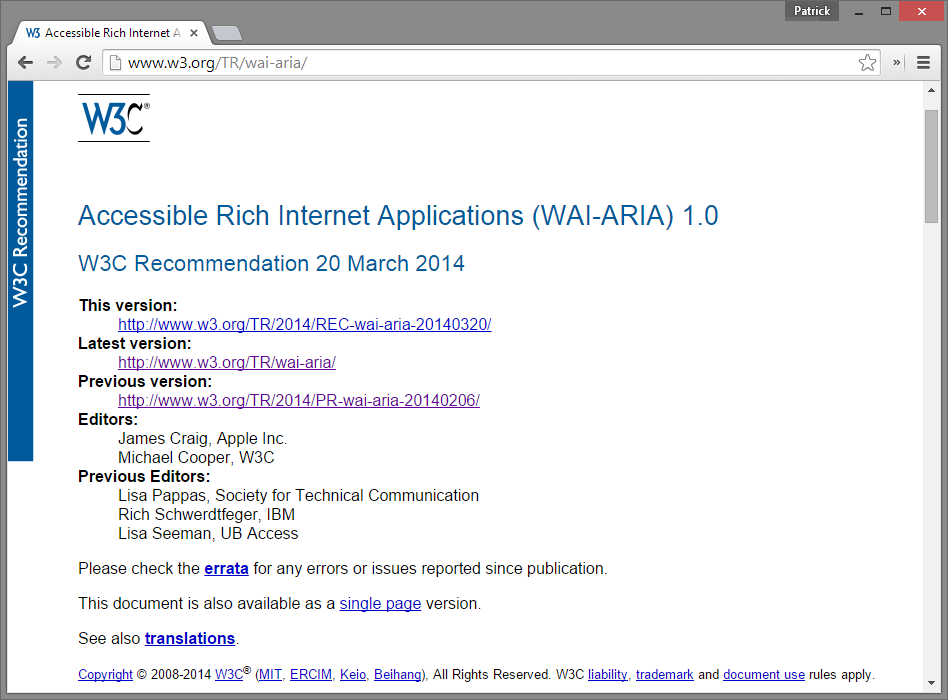 Patrick
W3 Accessible Rich Internet A
www.w3.org/TR/wai-aria/
»
W3C®
W3C Recommendation
Accessible Rich Internet Applications (WAI-ARIA) 1.0
W3C Recommendation 20 March 2014
This version:
http://www.w3.org/TR/2014/REC-wai-aria-20140320/
Latest version:
http://www.w3.org/TR/wai-aria/
Previous version:
http://www.w3.org/TR/2014/PR-wai-aria-20140206/
Editors:
James Craig, Apple Inc.
Michael Cooper, W3C
Previous Editors:
Lisa Pappas, Society for Technical Communication
Rich Schwerdtfeger, IBM
Lisa Seeman, UB Access
Please check the errata for any errors or issues reported since publication.
This document is also available as a single page version.
See also translations.
Copyright © 2008-2014 W3C® (MIT, ERCIM, Keio, Beihang), All Rights Reserved. W3C liability, trademark and document use rules apply.